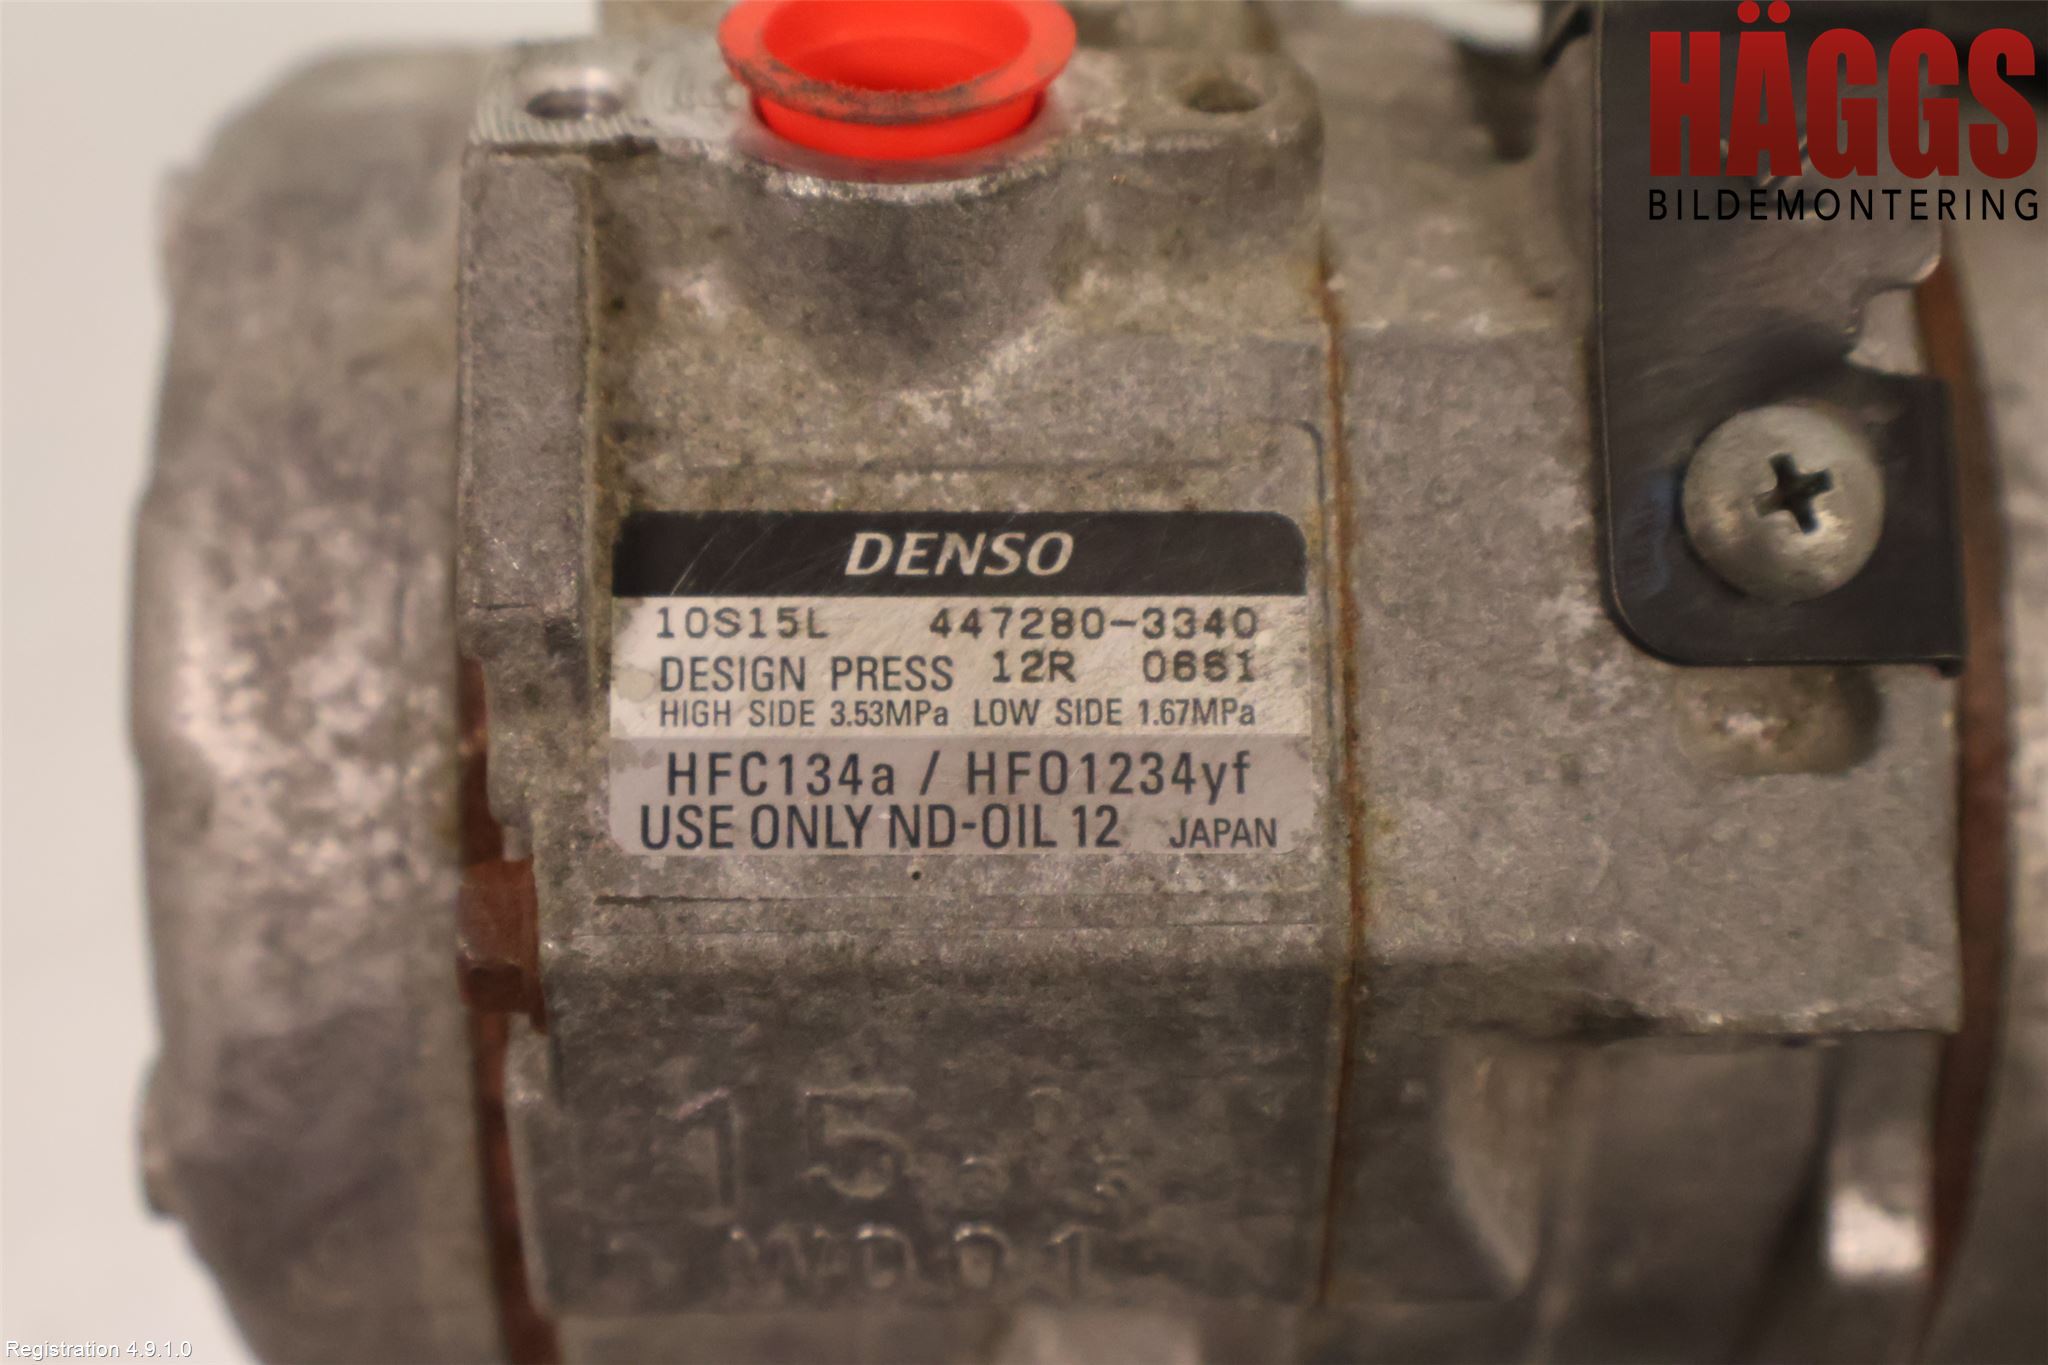 HÄGGS
BILDEMONTERING
DENSO
10S15L 447280-3340
DESIGN PRESS 12R 0661
HIGH SIDE 3.53MPa LOW SIDE 1.67MPa
HFC134a / HFO1234yf
USE ONLY ND-OIL 12 JAPAN
15
Registration 4.9.1.0